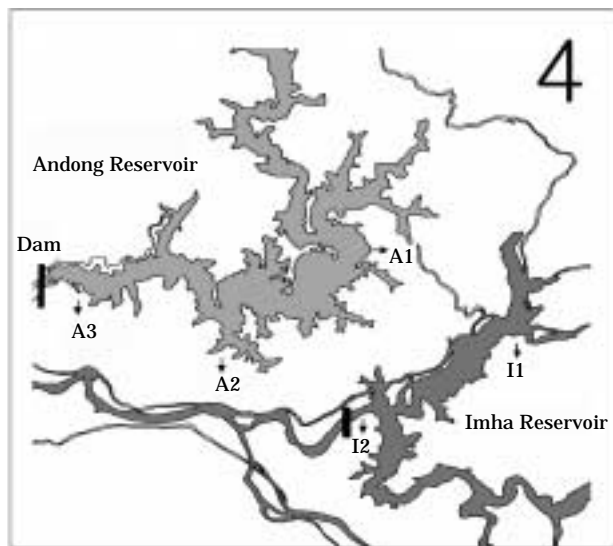 4
Andong Reservoir
Dam
A1
A3
A2
I1
I2
Imha Reservoir